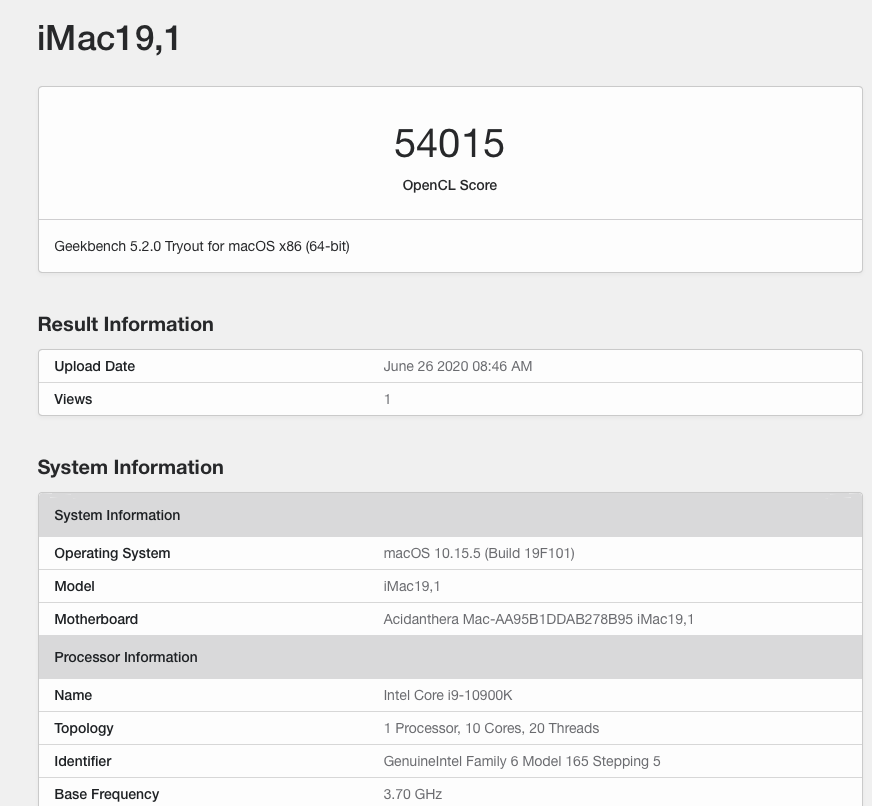 iMac19,1
54015
OpenCL Score
Geekbench 5.2.0 Tryout for macOS x86 (64-bit)
Result Information
Upload Date June 26 2020 08:46 AM
Views 1
System Information
System Information
Operating System macOS 10.15.5 (Build 19F101)
Model iMac19,1
Motherboard Acidanthera Mac-AA95B1DDAB278B95 iMac19,1
Processor Information
Name Intel Core i9-10900K
Topology 1 Processor, 10 Cores, 20 Threads
Identifier GenuineIntel Family 6 Model 165 Stepping 5
Base Frequency 3.70 GHz